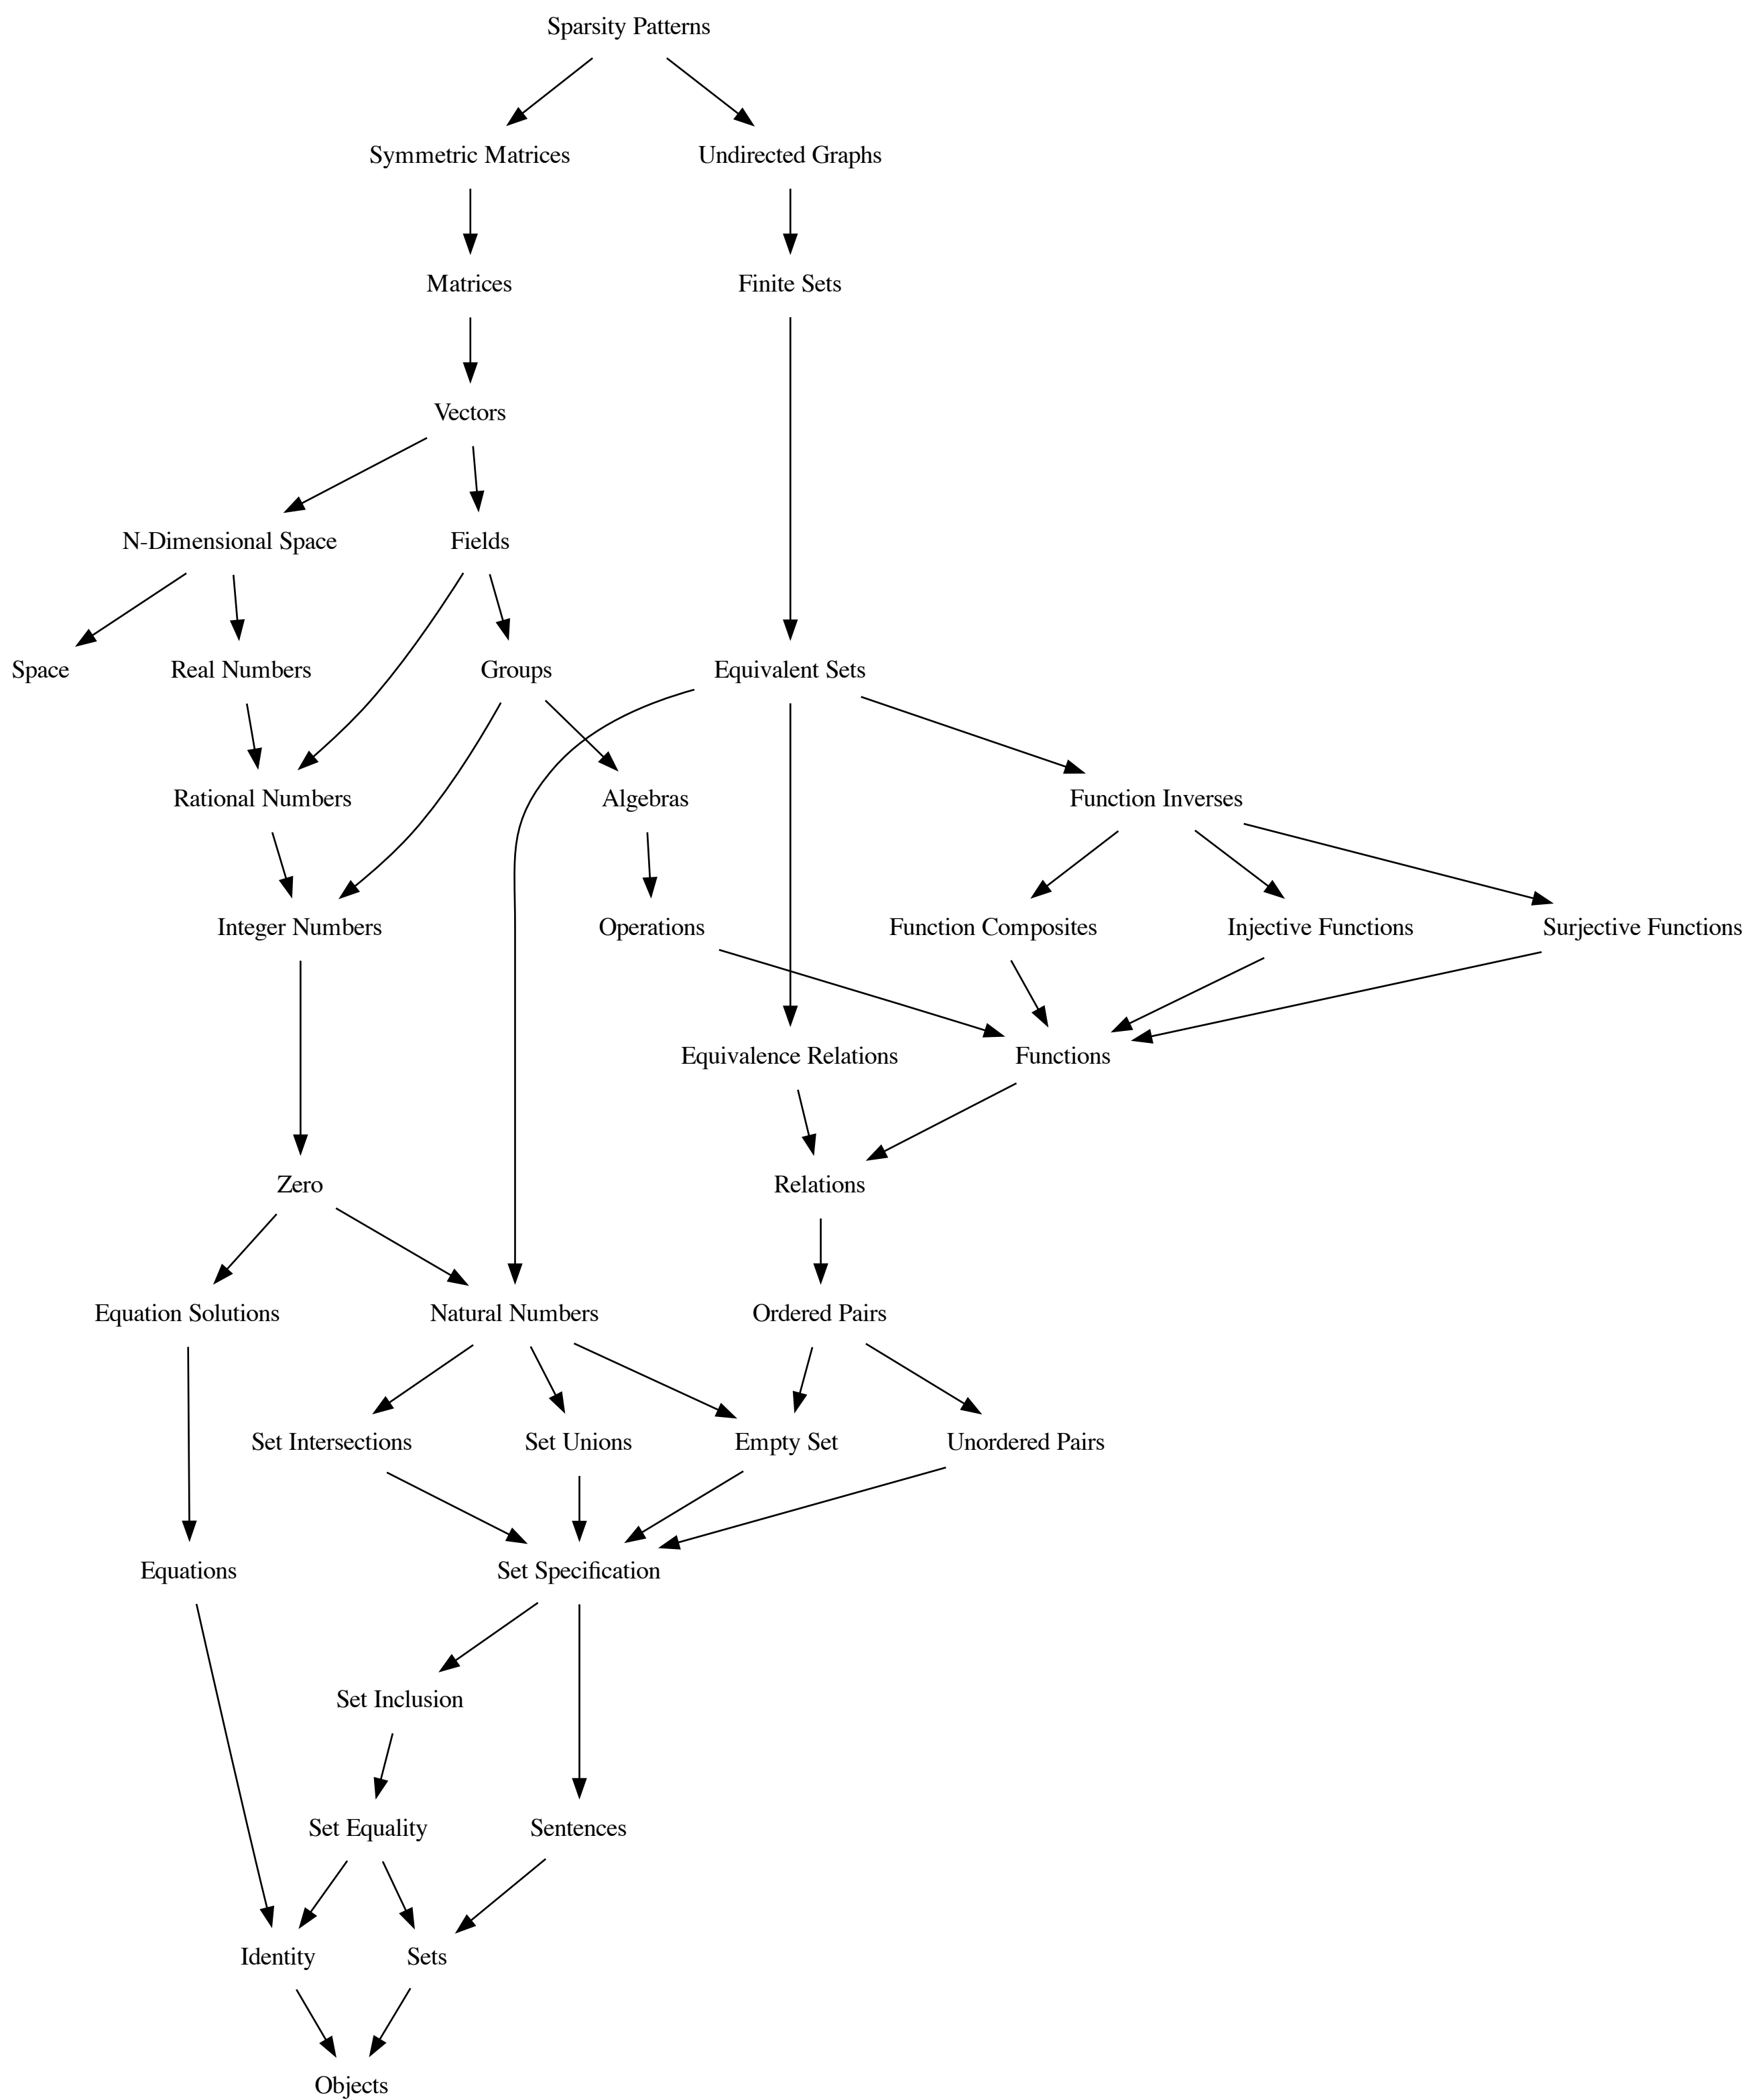 Sparsity Patterns
Symmetric Matrices
Undirected Graphs
Matrices
Finite Sets
Vectors
N-Dimensional Space
Fields
Space
Real Numbers
Groups
Equivalent Sets
Rational Numbers
Algebras
Function Inverses
Integer Numbers
Operations
Function Composites
Injective Functions
Surjective Functions
Equivalence Relations
Functions
Zero
Relations
Equation Solutions
Natural Numbers
Ordered Pairs
Set Intersections
Set Unions
Empty Set
Unordered Pairs
Equations
Set Specification
Set Inclusion
Set Equality
Sentences
Identity
Sets
Objects